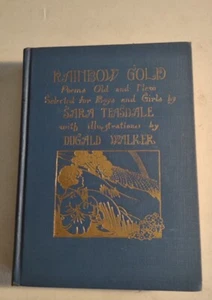 RAINBOW GOLD
Poems Old and New
Selected for Boys and Girls by
SARA TEASDALE
with illustrations by
DUGALD WALKER